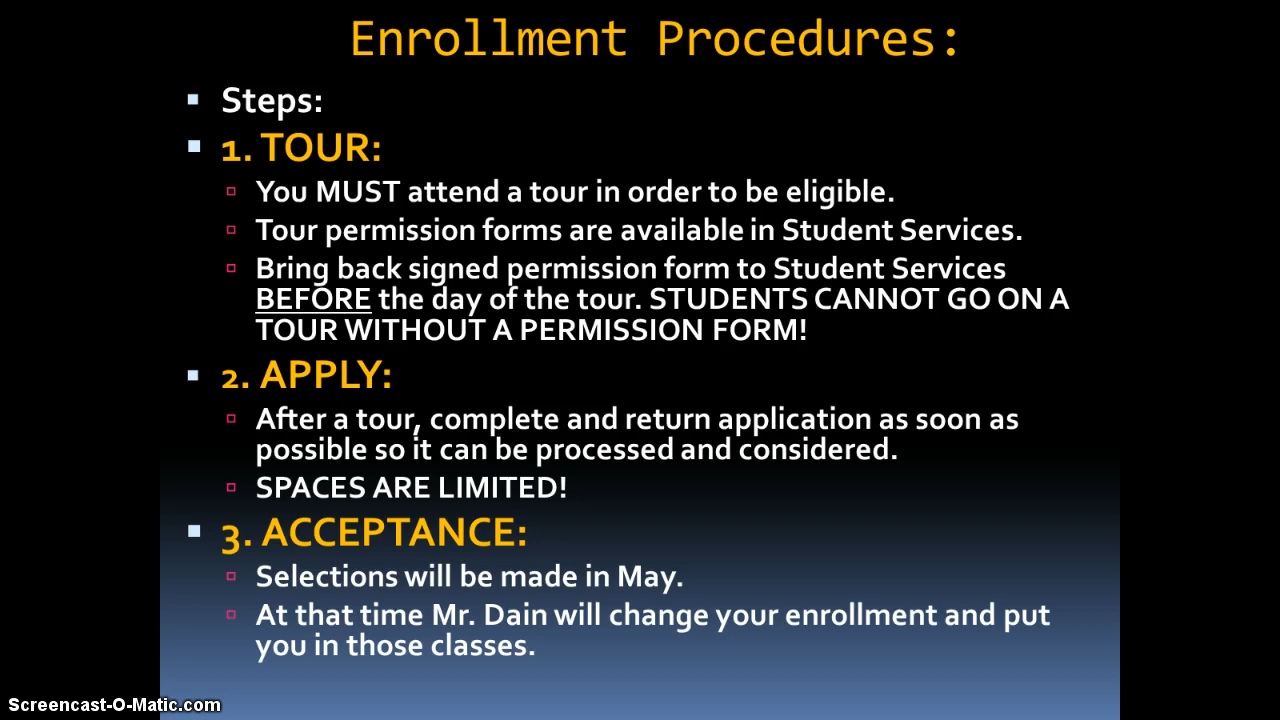 Enrollment Procedures:
Steps:
1. TOUR:
You MUST attend a tour in order to be eligible.
Tour permission forms are available in Student Services.
Bring back signed permission form to Student Services
BEFORE the day of the tour. STUDENTS CANNOT GO ON A
TOUR WITHOUT A PERMISSION FORM!
2. APPLY:
After a tour, complete and return application as soon as
possible so it can be processed and considered.
SPACES ARE LIMITED!
3. ACCEPTANCE:
Selections will be made in May.
At that time Mr. Dain will change your enrollment and put
you in those classes.
Screencast-O-Matic.com